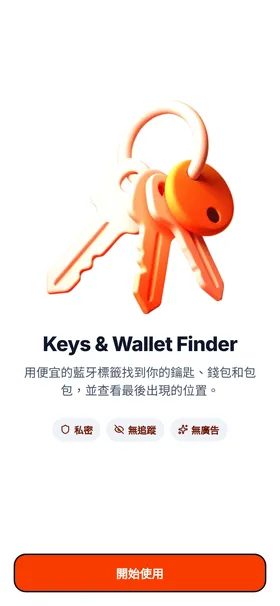 Keys & Wallet Finder
用便宜的藍牙標籤找到你的鑰匙、錢包和包
包，並查看最後出現的位置。
私密
無追蹤
無廣告
開始使用